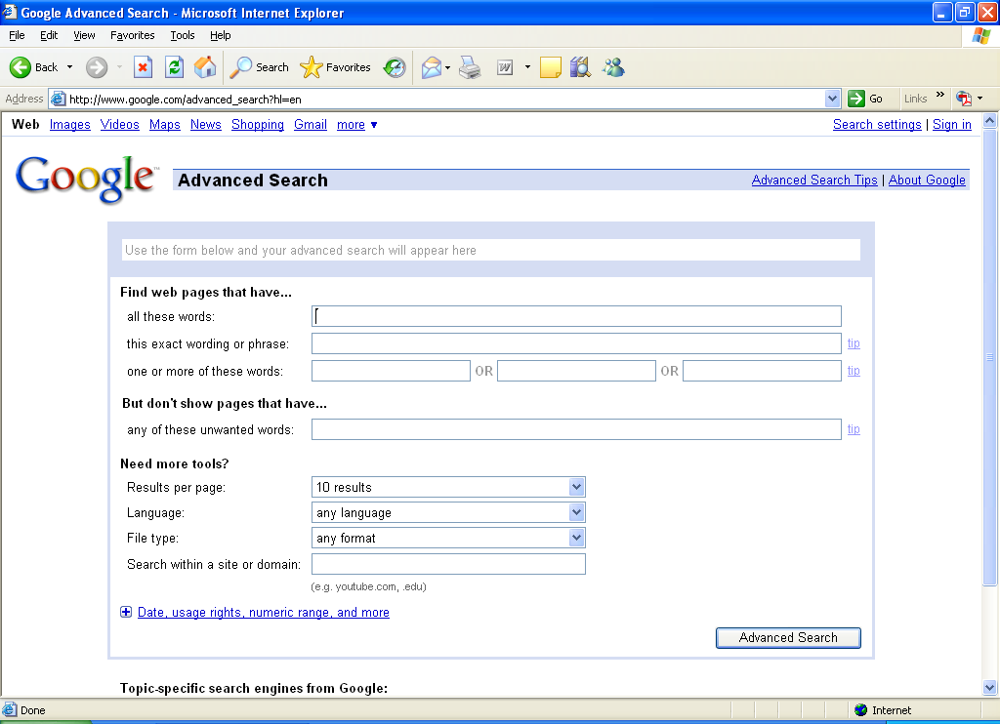 Google Advanced Search - Microsoft Internet Explorer
File Edit View Favorites Tools Help
Back Search Favorites
Address http://www.google.com/advanced_search?hl=en Go Links »
Web Images Videos Maps News Shopping Gmail more ▼ Search settings | Sign in
Google™ Advanced Search Advanced Search Tips | About Google
Use the form below and your advanced search will appear here
Find web pages that have...
all these words:
this exact wording or phrase: tip
one or more of these words: OR OR tip
But don't show pages that have...
any of these unwanted words: tip
Need more tools?
Results per page: 10 results
Language: any language
File type: any format
Search within a site or domain:
(e.g. youtube.com, .edu)
Date, usage rights, numeric range, and more
Advanced Search
Topic-specific search engines from Google:
Done Internet